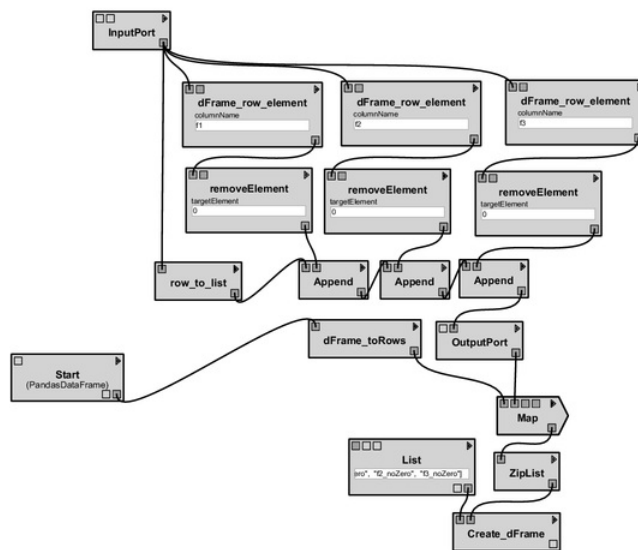 InputPort
dFrame_row_element
columnName
f1
dFrame_row_element
columnName
f2
dFrame_row_element
columnName
f3
removeElement
targetElement
0
removeElement
targetElement
0
removeElement
targetElement
0
row_to_list
Append
Append
Append
dFrame_toRows
OutputPort
Start
(PandasDataFrame)
Map
List
ero", "f2_noZero", "f3_noZero"]
ZipList
Create_dFrame